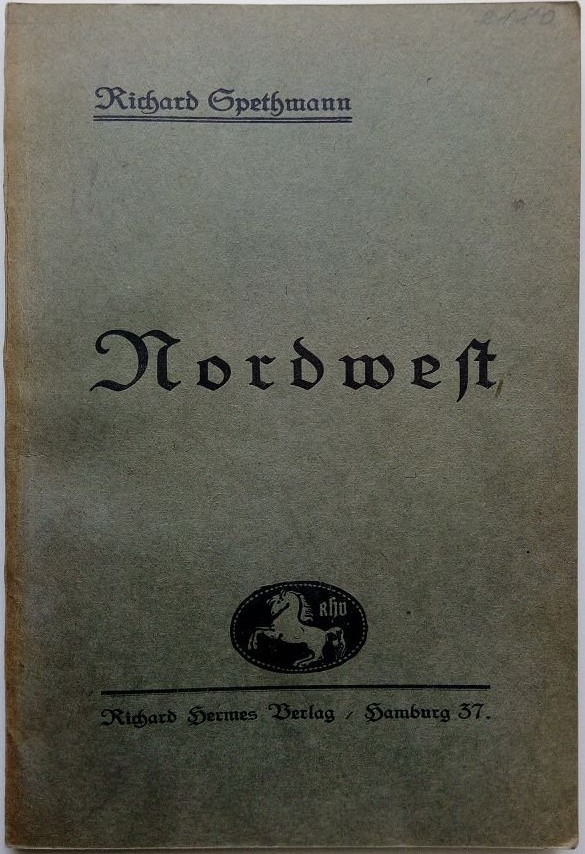 Richard Spethmann
Nordweſt
RHV
Richard Hermes Verlag / Hamburg 37.